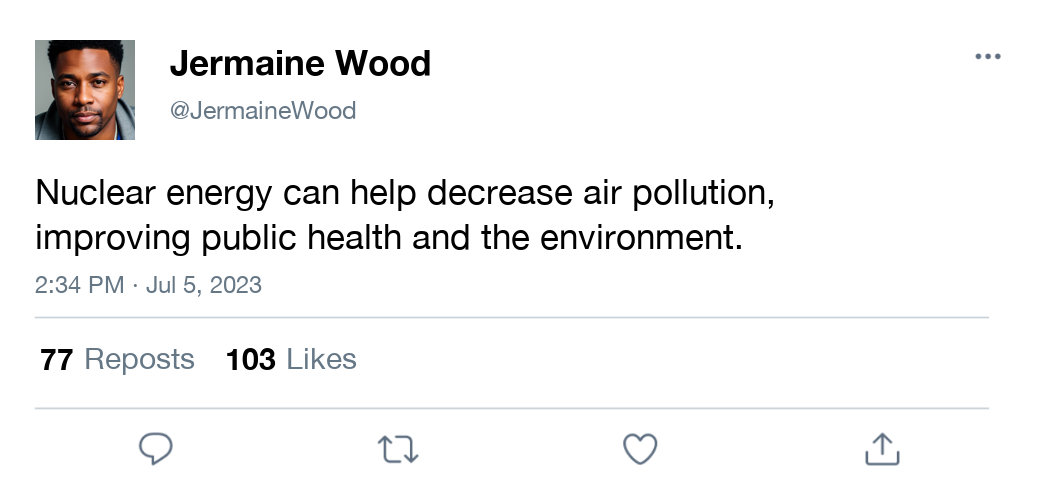 Jermaine Wood
@JermaineWood
Nuclear energy can help decrease air pollution,
improving public health and the environment.
2:34 PM · Jul 5, 2023
77 Reposts 103 Likes